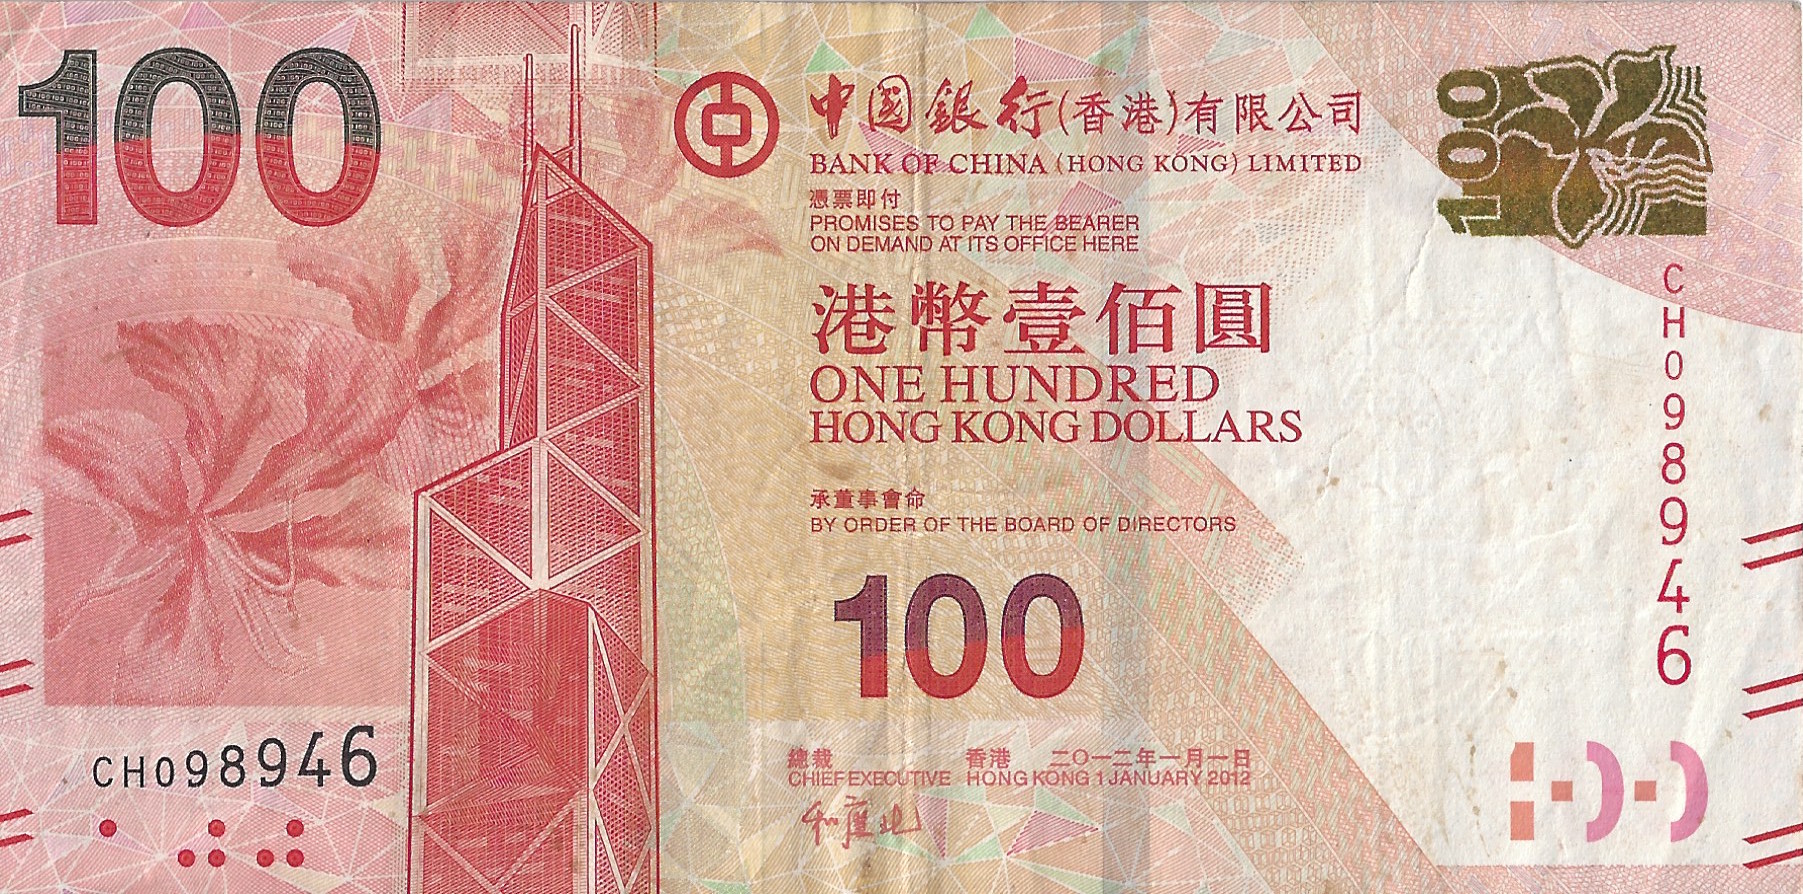 100
中國銀行(香港)有限公司
BANK OF CHINA (HONG KONG) LIMITED
憑票即付
PROMISES TO PAY THE BEARER
ON DEMAND AT ITS OFFICE HERE
100
港幣壹佰圓
ONE HUNDRED
HONG KONG DOLLARS
CH098946
承董事會命
BY ORDER OF THE BOARD OF DIRECTORS
100
CH098946
總裁 香港 二〇一二年一月一日
CHIEF EXECUTIVE HONG KONG 1 JANUARY 2012